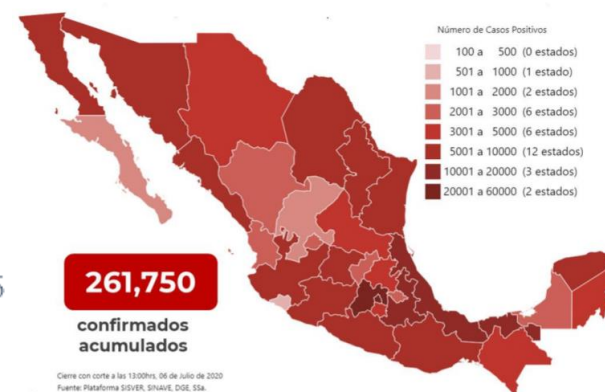 Número de Casos Positivos
100 a 500 (0 estados)
501 a 1000 (1 estado)
1001 a 2000 (2 estados)
2001 a 3000 (6 estados)
3001 a 5000 (6 estados)
5001 a 10000 (12 estados)
10001 a 20000 (3 estados)
20001 a 60000 (2 estados)
261,750
confirmados
acumulados
Cierre con corte a las 13:00hrs, 06 de Julio de 2020
Fuente: Plataforma SISVER, SINAVE, DGE, SSa.